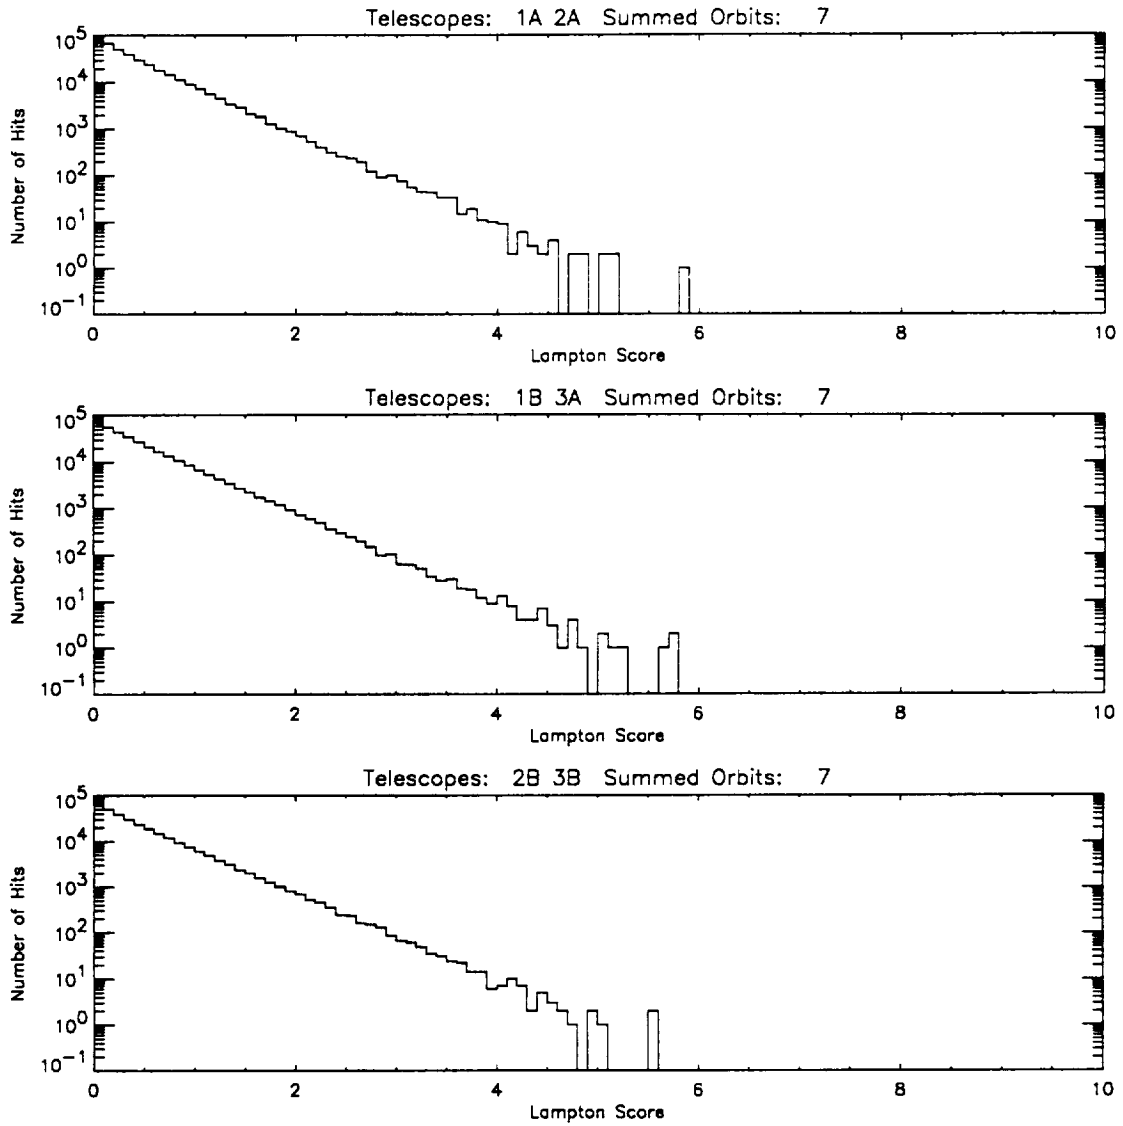 Telescopes: 1A 2A Summed Orbits: 7
Number of Hits
10^5
10^4
10^3
10^2
10^1
10^0
10^-1
0 2 4 6 8 10
Lampton Score
Telescopes: 1B 3A Summed Orbits: 7
Number of Hits
10^5
10^4
10^3
10^2
10^1
10^0
10^-1
0 2 4 6 8 10
Lampton Score
Telescopes: 2B 3B Summed Orbits: 7
Number of Hits
10^5
10^4
10^3
10^2
10^1
10^0
10^-1
0 2 4 6 8 10
Lampton Score